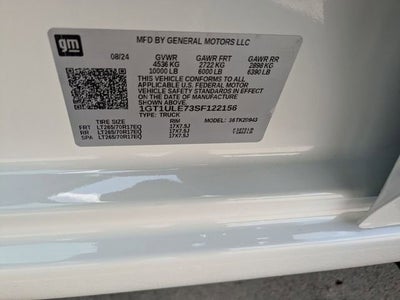 gm
MFD BY GENERAL MOTORS LLC
08/24 GVWR GAWR FRT GAWR RR
4536 KG 2722 KG 2898 KG
10000 LB 6000 LB 6390 LB
THIS VEHICLE CONFORMS TO ALL APPLICABLE U.S. FEDERAL MOTOR
VEHICLE SAFETY STANDARDS IN EFFECT ON THE DATE OF
MANUFACTURE SHOWN ABOVE.
1GT1ULE73SF122156
TYPE: TRUCK
TIRE SIZE RIM
FRT LT265/70R17EQ 17X7.5J
RR LT265/70R17EQ 17X7.5J
SPA LT265/70R17EQ 17X7.5J